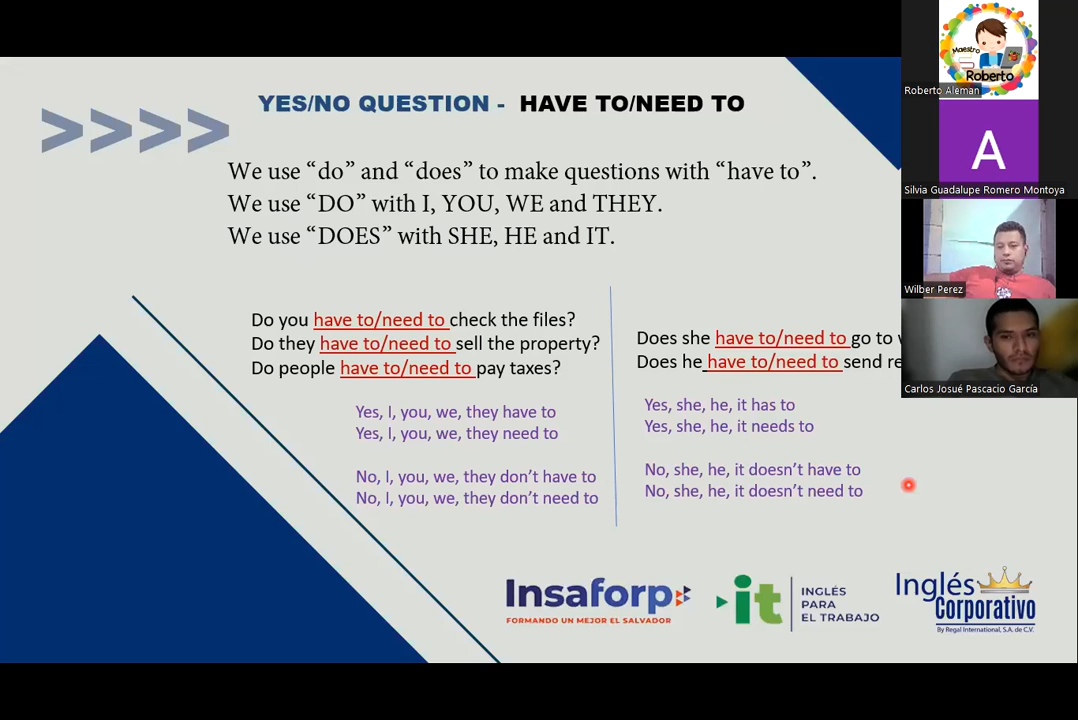 YES/NO QUESTION - HAVE TO/NEED TO
We use “do” and “does” to make questions with “have to”.
We use “DO” with I, YOU, WE and THEY.
We use “DOES” with SHE, HE and IT.
Do you have to/need to check the files?
Do they have to/need to sell the property?
Do people have to/need to pay taxes?
Yes, I, you, we, they have to
Yes, I, you, we, they need to
No, I, you, we, they don’t have to
No, I, you, we, they don’t need to
Does she have to/need to go to
Does he have to/need to send
Yes, she, he, it has to
Yes, she, he, it needs to
No, she, he, it doesn’t have to
No, she, he, it doesn’t need to
Insaforp
FORMANDO UN MEJOR EL SALVADOR
it
INGLÉS
PARA
EL TRABAJO
Inglés
Corporativo
By Regal International, S.A. de C.V.
Maestro
Roberto
Roberto Aleman
A
Silvia Guadalupe Romero Montoya
Wilber Perez
Carlos Josué Pascacio García